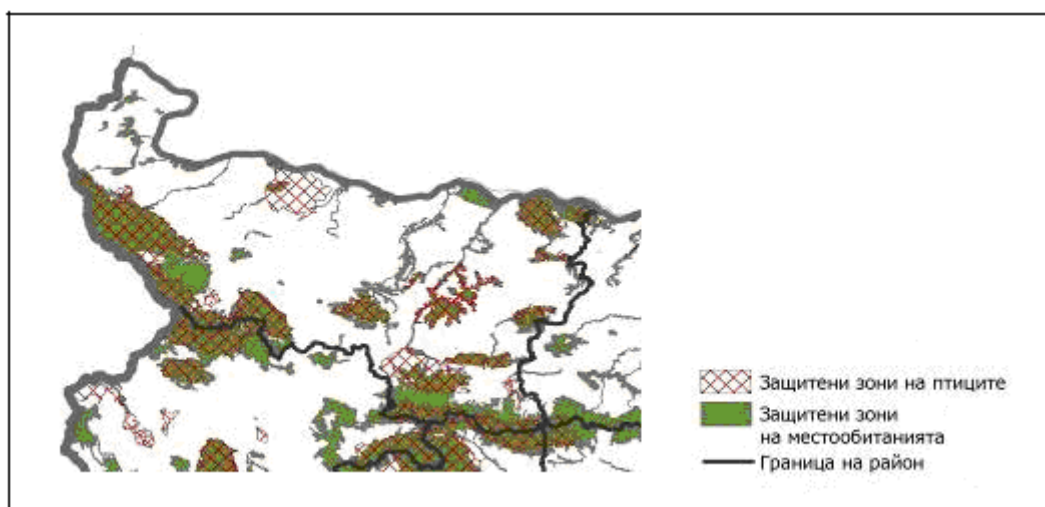 Защитени зони на птиците
Защитени зони
на местообитанията
Граница на район